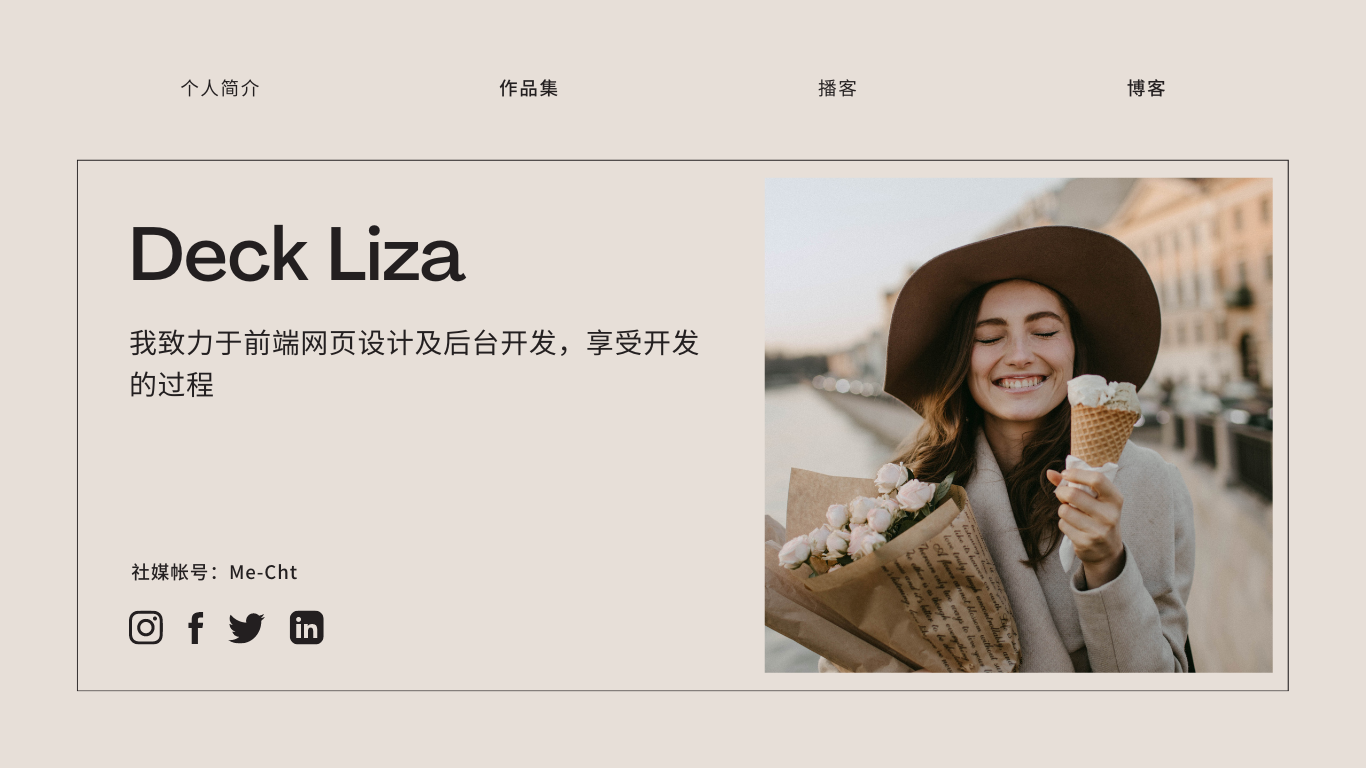 个人简介
作品集
播客
博客
Deck Liza
我致力于前端网页设计及后台开发，享受开发
的过程
社媒帐号：Me-Cht